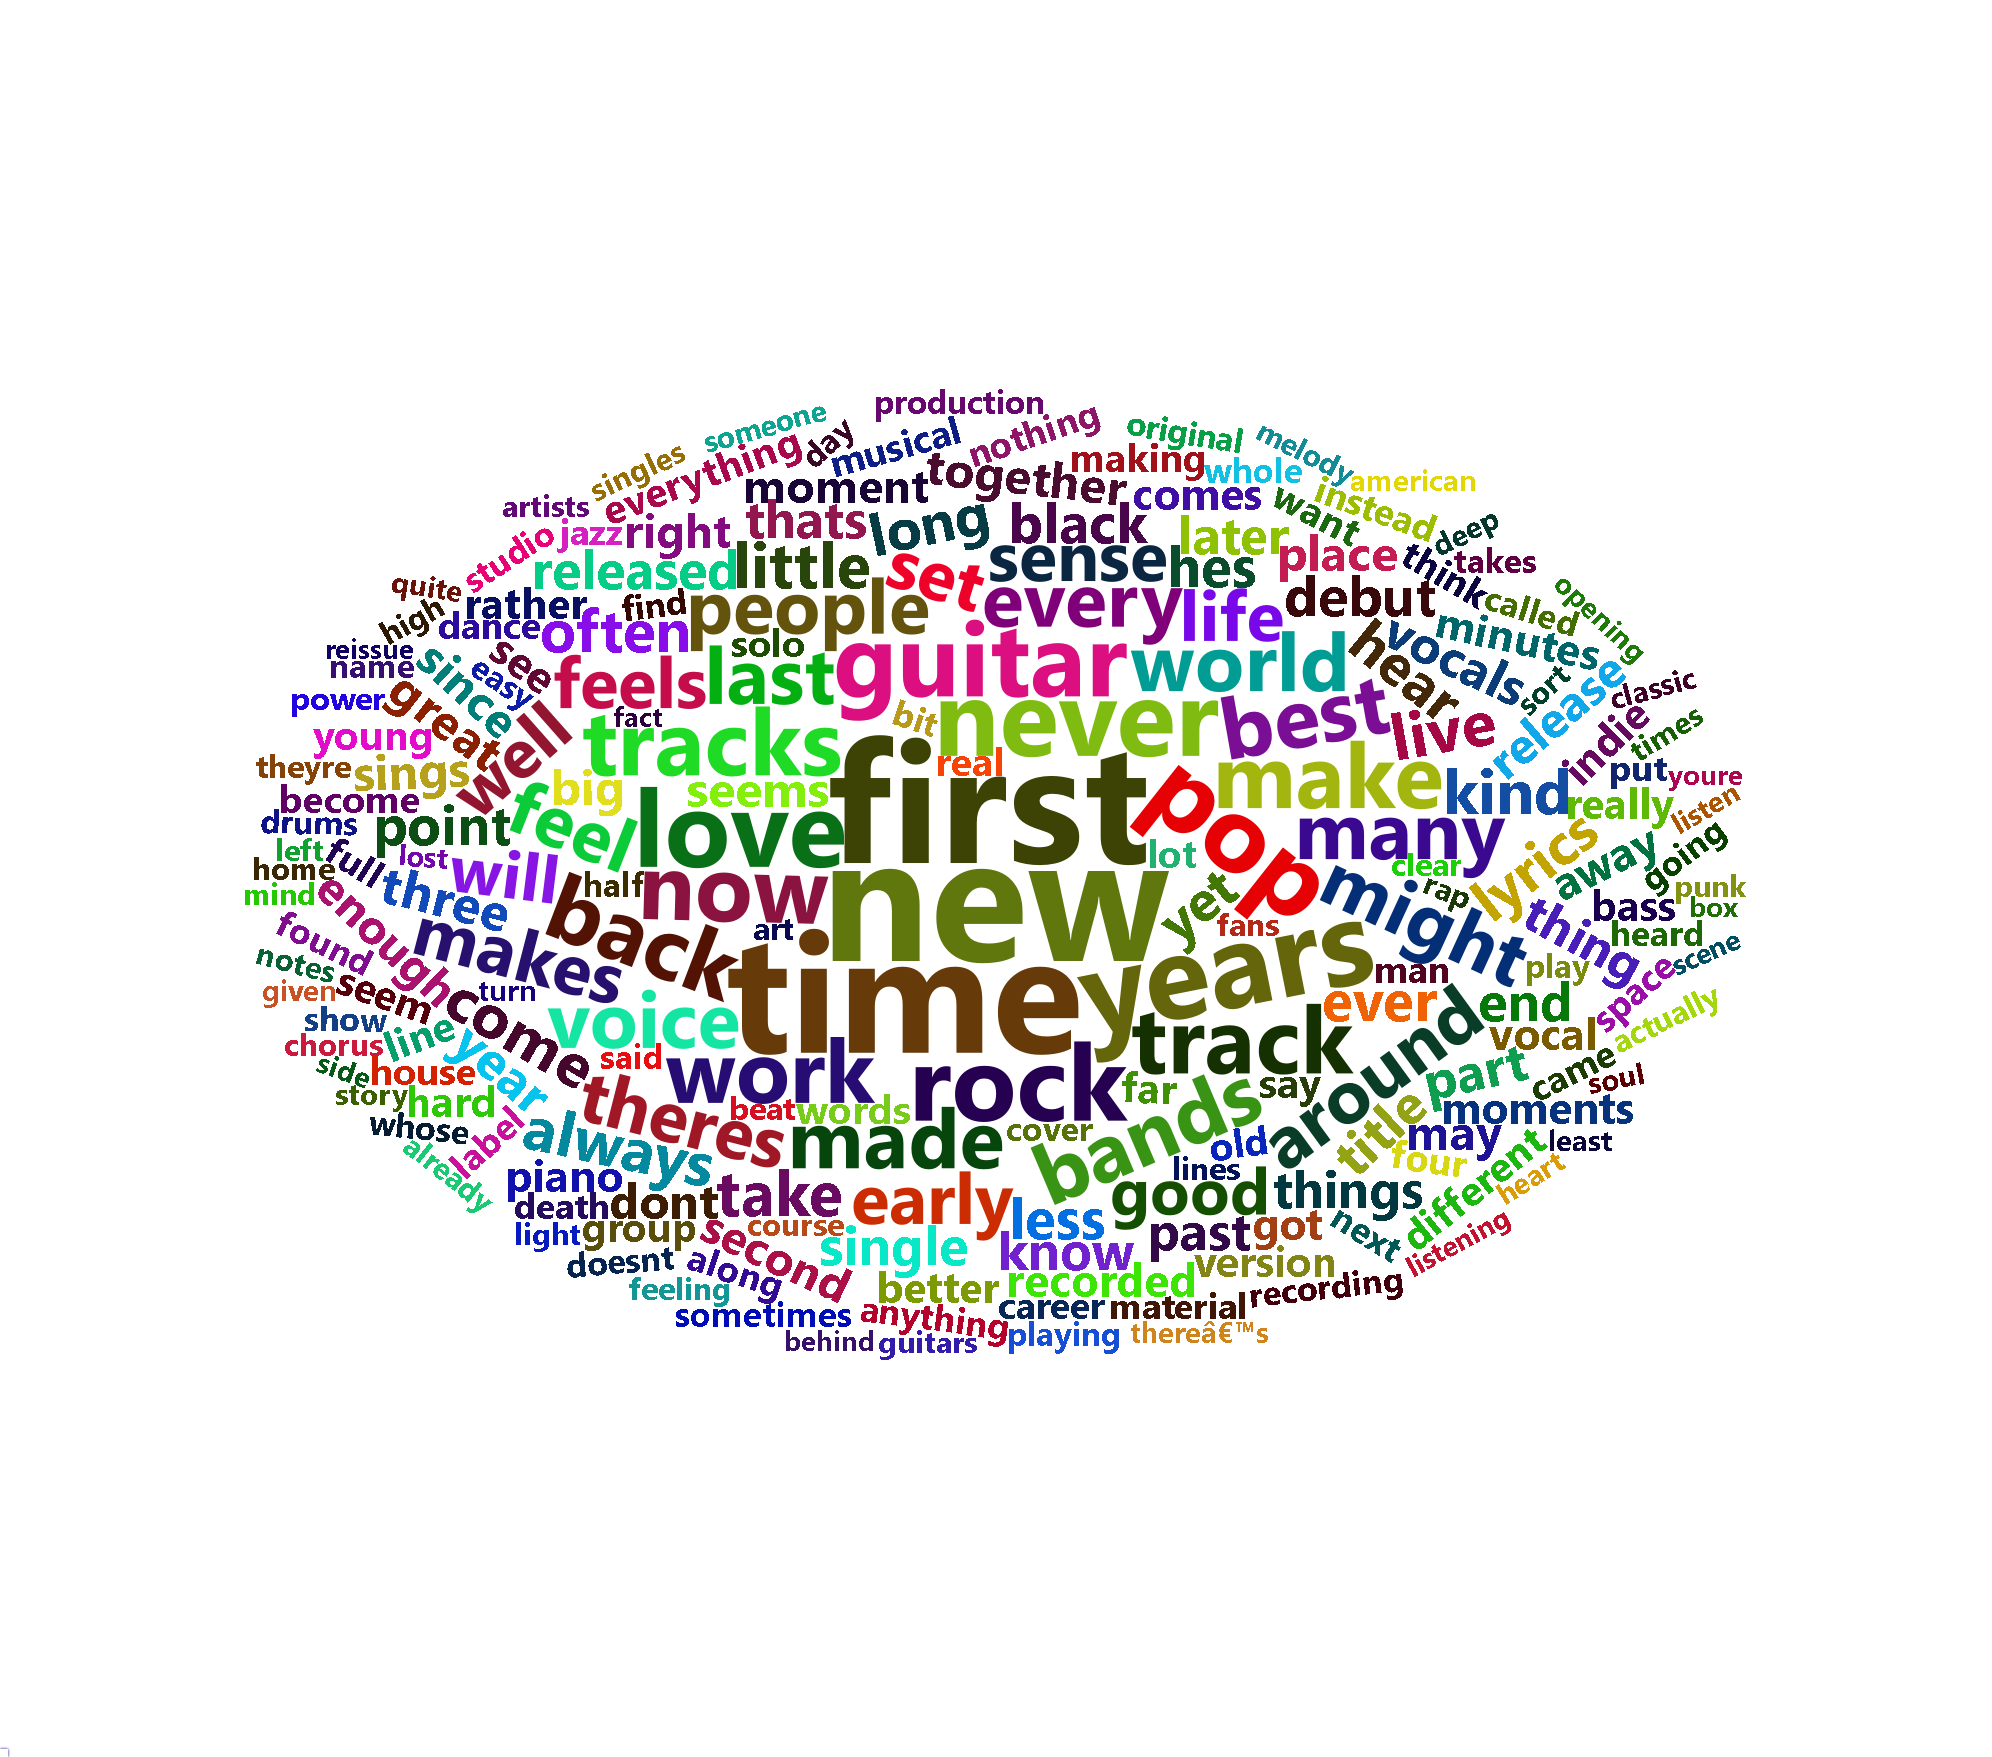 production
someone
day
musical
nothing
original
melody
singles
everything
together
making
whole
american
artists
moment
comes
want
instead
deep
studio
jazz
right
thats
long
black
later
place
think
takes
quite
released
little
set
sense
hes
debut
called
opening
high
rather
find
people
every
life
minutes
reissue
dance
often
solo
guitar
world
hear
vocals
sort
classic
name
since
see
easy
feels
last
release
power
great
fact
bit
never
best
live
indie
times
young
well
tracks
first
real
make
kind
put
youre
theyre
sings
big
seems
pop
really
listen
become
drums
point
feel
love
many
lyrics
away
going
left
full
lost
will
now
new
lot
clear
rap
punk
home
mind
three
half
back
yet
might
thing
bass
box
enough
found
makes
art
time
years
fans
heard
scene
notes
seem
turn
man
play
space
given
come
voice
ever
end
actually
show
line
year
said
work
rock
track
around
vocal
chorus
side
house
theres
far
say
part
came
soul
story
hard
beat
words
made
cover
bands
title
moments
whose
label
always
old
may
least
already
piano
take
early
lines
good
things
four
different
heart
death
dont
less
past
got
next
listening
light
group
second
course
single
know
version
doesnt
along
feeling
better
recorded
recording
sometimes
anything
career
material
behind
guitars
playing
thereâ€™s